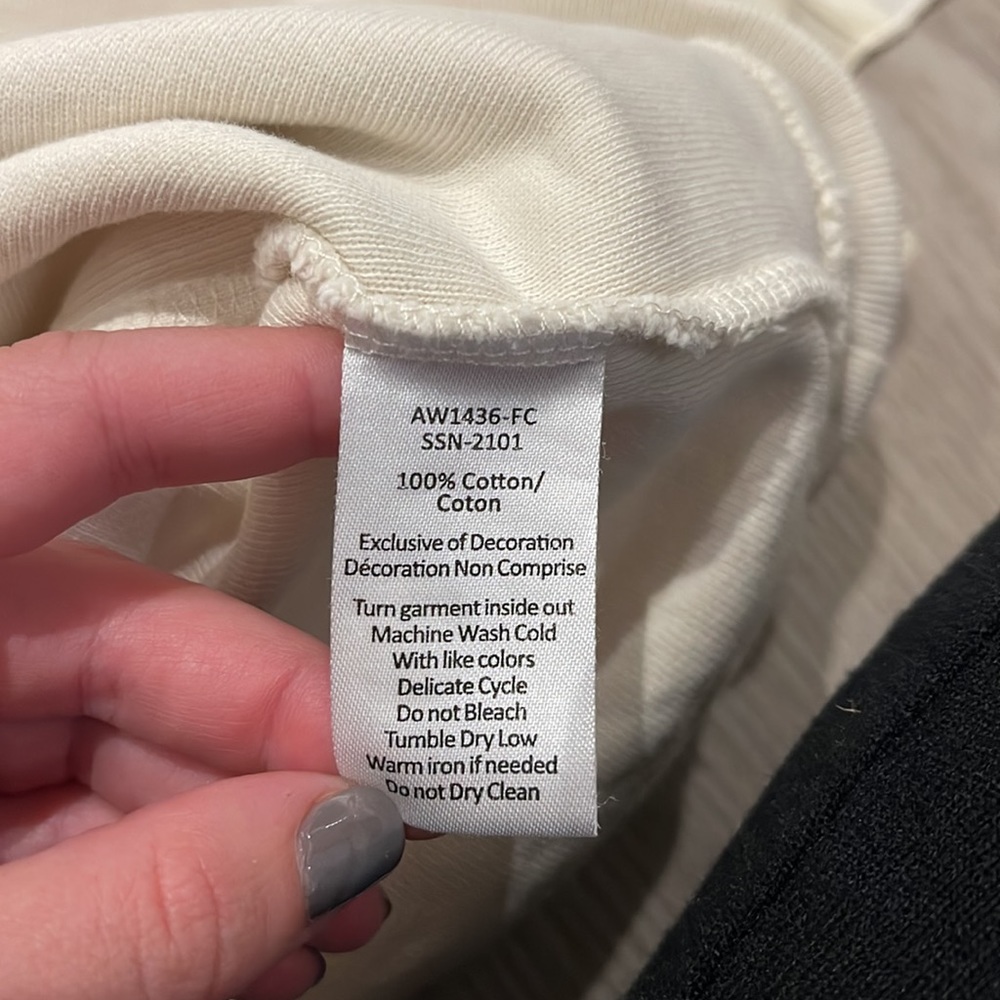 AW1436-FC
SSN-2101
100% Cotton/
Coton
Exclusive of Decoration
Décoration Non Comprise
Turn garment inside out
Machine Wash Cold
With like colors
Delicate Cycle
Do not Bleach
Tumble Dry Low
Warm iron if needed
Do not Dry Clean